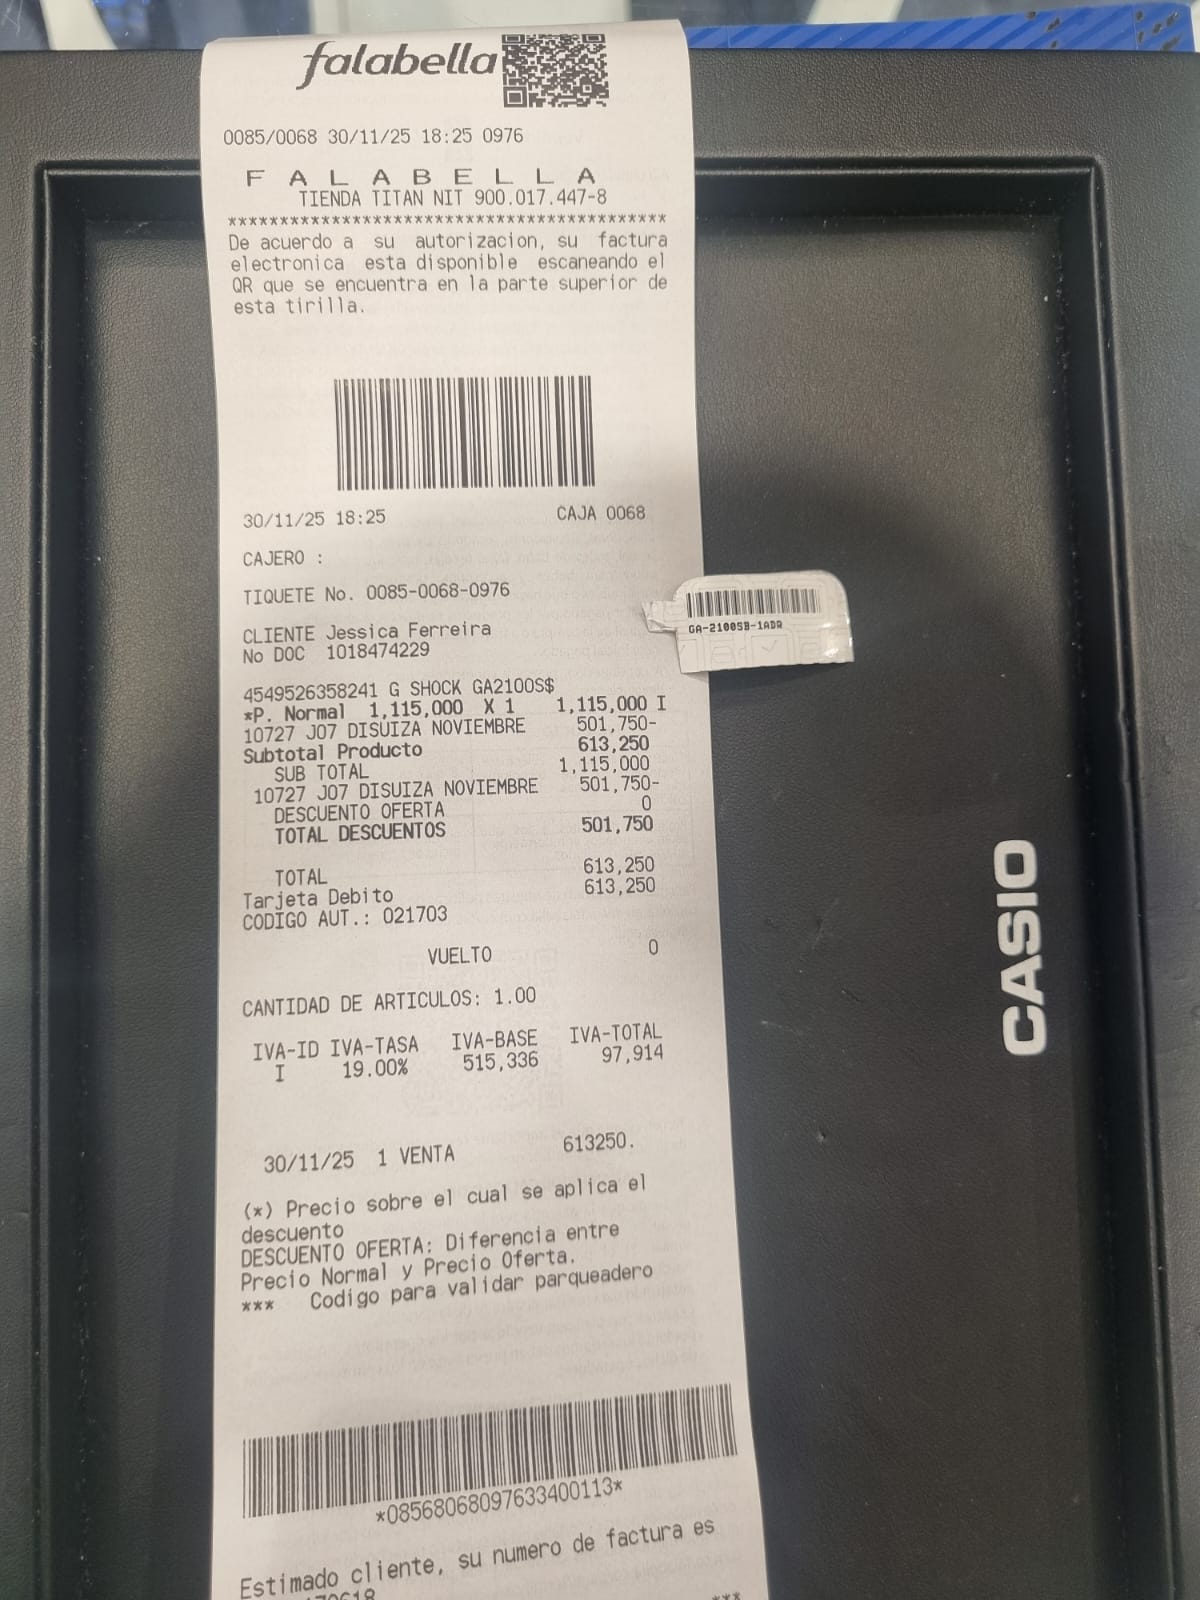 falabella
0085/0068 30/11/25 18:25 0976
F A L A B E L L A
TIENDA TITAN NIT 900.017.447-8
******************************************
De acuerdo a su autorizacion, su factura
electronica esta disponible escaneando el
QR que se encuentra en la parte superior de
esta tirilla.
30/11/25 18:25 CAJA 0068
CAJERO :
TIQUETE No. 0085-0068-0976
CLIENTE Jessica Ferreira
No DOC 1018474229
4549526358241 G SHOCK GA2100S$
*P. Normal 1,115,000 X 1 1,115,000 I
10727 J07 DISUIZA NOVIEMBRE 501,750-
Subtotal Producto 613,250
SUB TOTAL 1,115,000
10727 J07 DISUIZA NOVIEMBRE 501,750-
DESCUENTO OFERTA 0
TOTAL DESCUENTOS 501,750
TOTAL 613,250
Tarjeta Debito 613,250
CODIGO AUT.: 021703
VUELTO 0
CANTIDAD DE ARTICULOS: 1.00
IVA-ID IVA-TASA IVA-BASE IVA-TOTAL
I 19.00% 515,336 97,914
30/11/25 1 VENTA 613250.
(*) Precio sobre el cual se aplica el
descuento
DESCUENTO OFERTA: Diferencia entre
Precio Normal y Precio Oferta.
*** Codigo para validar parqueadero
*08568068097633400113*
Estimado cliente, su numero de factura es
***
GA-2100SB-1ADR
CASIO